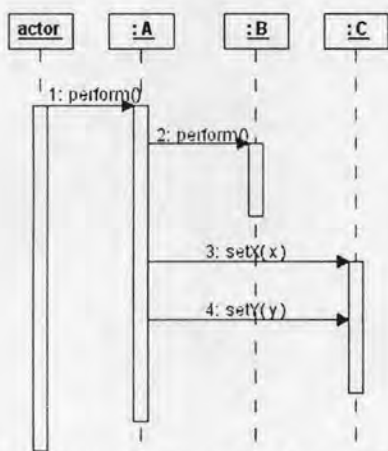 actor
:A
:B
:C
1: perform()
2: perform()
3: setX(x)
4: setY(y)